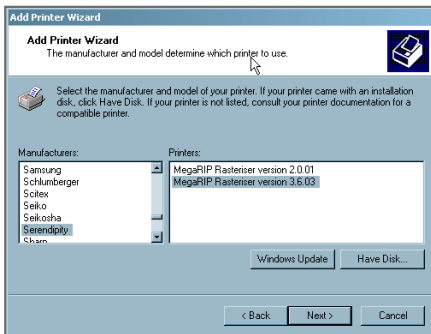 Add Printer Wizard
Add Printer Wizard
The manufacturer and model determine which printer to use.
Select the manufacturer and model of your printer. If your printer came with an installation
disk, click Have Disk. If your printer is not listed, consult your printer documentation for a
compatible printer.
Manufacturers:
Samsung
Schlumberger
Scitex
Seiko
Seikosha
Serendipity
Sharp
Printers:
MegaRIP Rasteriser version 2.0.01
MegaRIP Rasteriser version 3.6.03
Windows Update
Have Disk...
< Back
Next >
Cancel